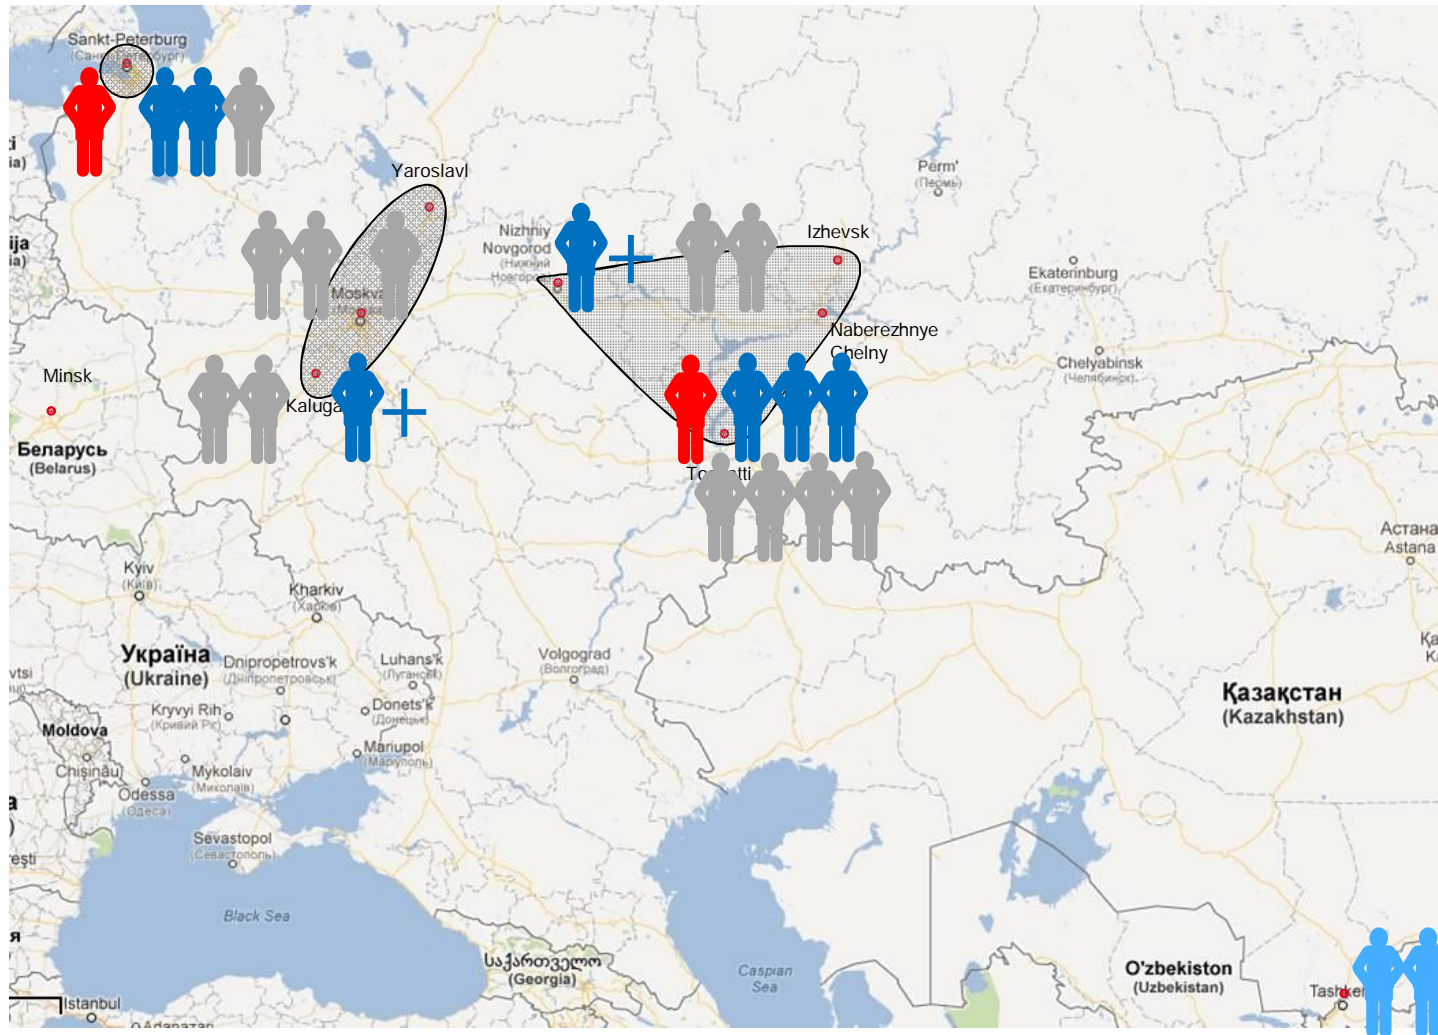 Sankt-Peterburg
Yaroslavl
Perm'
(Пермь)
Nizhniy
Novgorod
(Нижний
Izhevsk
Ekaterinburg
(Екатеринбург)
Moskva
Naberezhnye
Chelny
Chelyabinsk
(Челябинск)
Minsk
Kaluga
Беларусь
(Belarus)
Астана
Astana
Kyiv
(Київ)
Kharkiv
(Харків)
Україна
(Ukraine)
Dnipropetrovs'k
(Дніпропетровськ)
Luhans'k
(Луганськ)
Volgograd
(Волгоград)
Kryvyi Rih
(Кривий Ріг)
Donets'k
(Донецьк)
Қазақстан
(Kazakhstan)
Moldova
Chişinău
Mariupol
(Маріуполь)
Mykolaiv
(Миколаїв)
Odessa
(Одеса)
Sevastopol
(Севастополь)
Black Sea
Caspian
Sea
საქართველო
(Georgia)
O'zbekiston
(Uzbekistan)
Istanbul